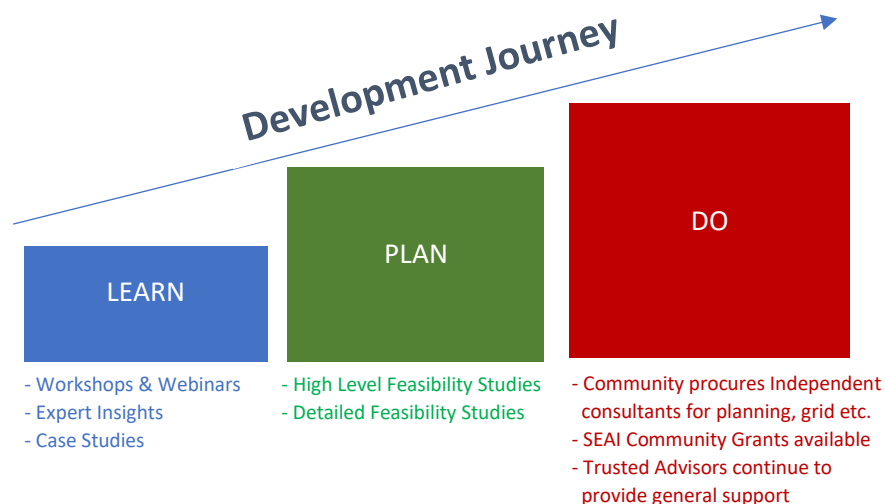 Development Journey
LEARN
PLAN
DO
- Workshops & Webinars
- Expert Insights
- Case Studies
- High Level Feasibility Studies
- Detailed Feasibility Studies
- Community procures Independent
consultants for planning, grid etc.
- SEAI Community Grants available
- Trusted Advisors continue to
provide general support